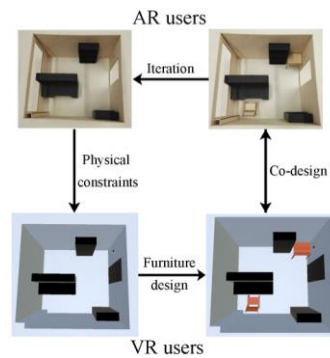 AR users
Iteration
Physical
constraints
Co-design
Furniture
design
VR users